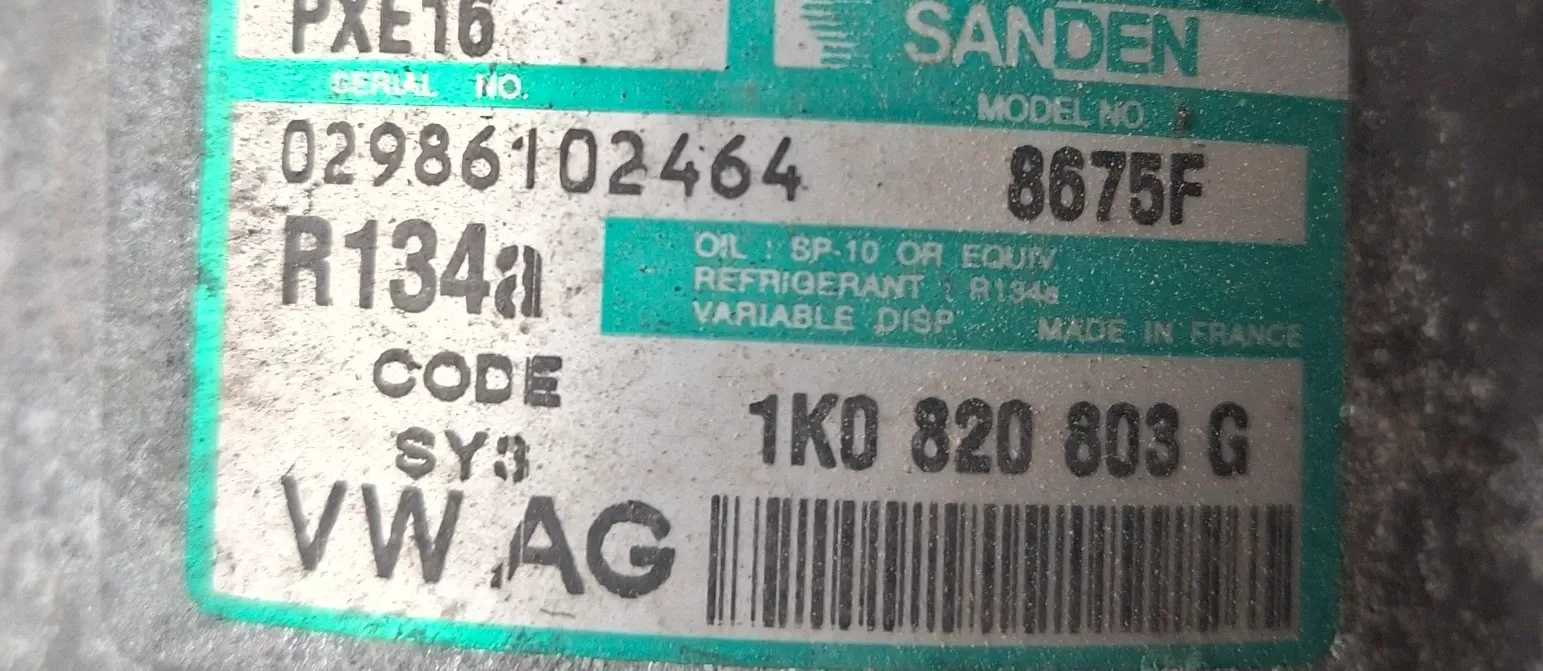 PXE16
SANDEN
SERIAL NO.
MODEL NO.
02986102464
8675F
R134a
OIL : SP-10 OR EQUIV.
REFRIGERANT : R134a
VARIABLE DISP.
MADE IN FRANCE
CODE
SY3
1K0 820 803 G
VW AG